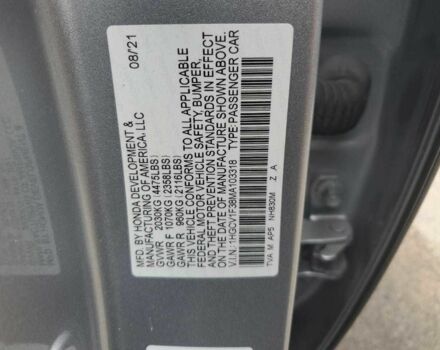 MFD. BY HONDA DEVELOPMENT & 08/21
MANUFACTURING OF AMERICA, LLC
GVWR 2030KG(4475LBS)
GAWR F 1070KG(2358LBS)
GAWR R 960KG(2116LBS)
THIS VEHICLE CONFORMS TO ALL APPLICABLE
FEDERAL MOTOR VEHICLE SAFETY, BUMPER,
AND THEFT PREVENTION STANDARDS IN EFFECT
ON THE DATE OF MANUFACTURE SHOWN ABOVE.
V.I.N.: 1HGCV1F38MA103318 TYPE: PASSENGER CAR
TVA M AP5 NH830M Z A